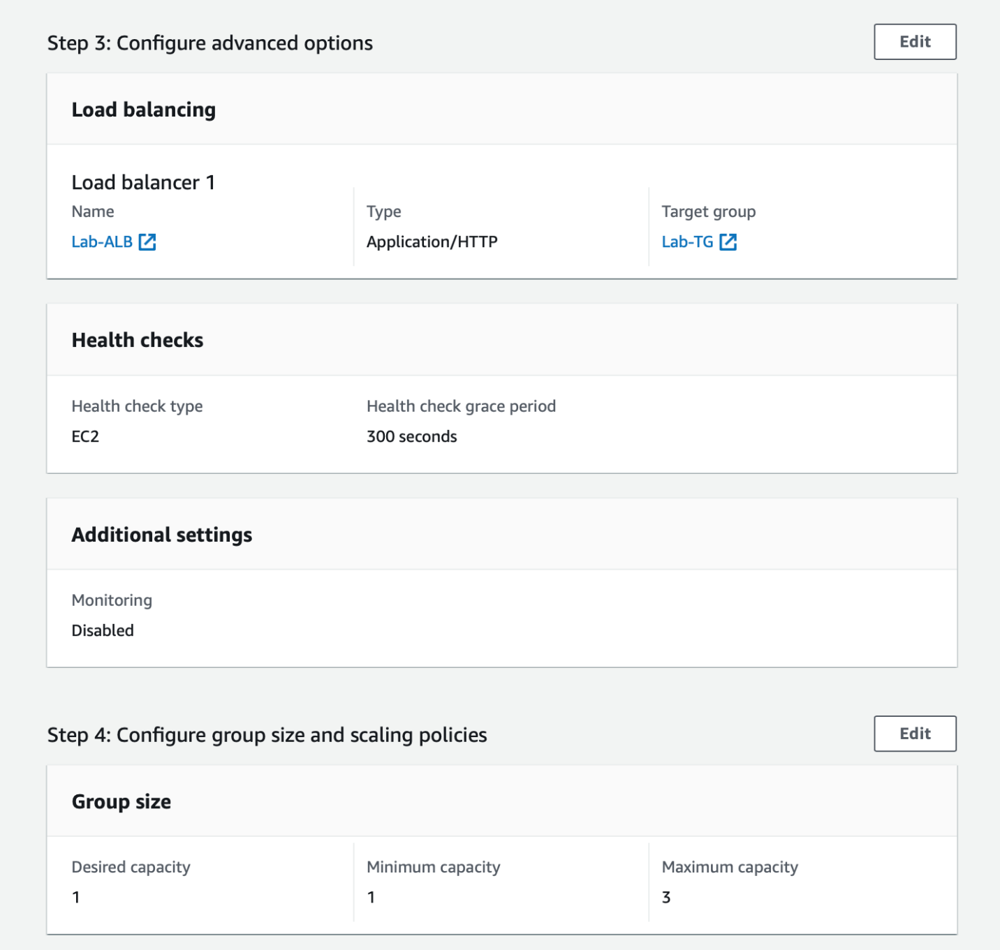 Step 3: Configure advanced options
Edit
Load balancing
Load balancer 1
Name
Type
Target group
Lab-ALB
Application/HTTP
Lab-TG
Health checks
Health check type
Health check grace period
EC2
300 seconds
Additional settings
Monitoring
Disabled
Step 4: Configure group size and scaling policies
Edit
Group size
Desired capacity
Minimum capacity
Maximum capacity
1
1
3